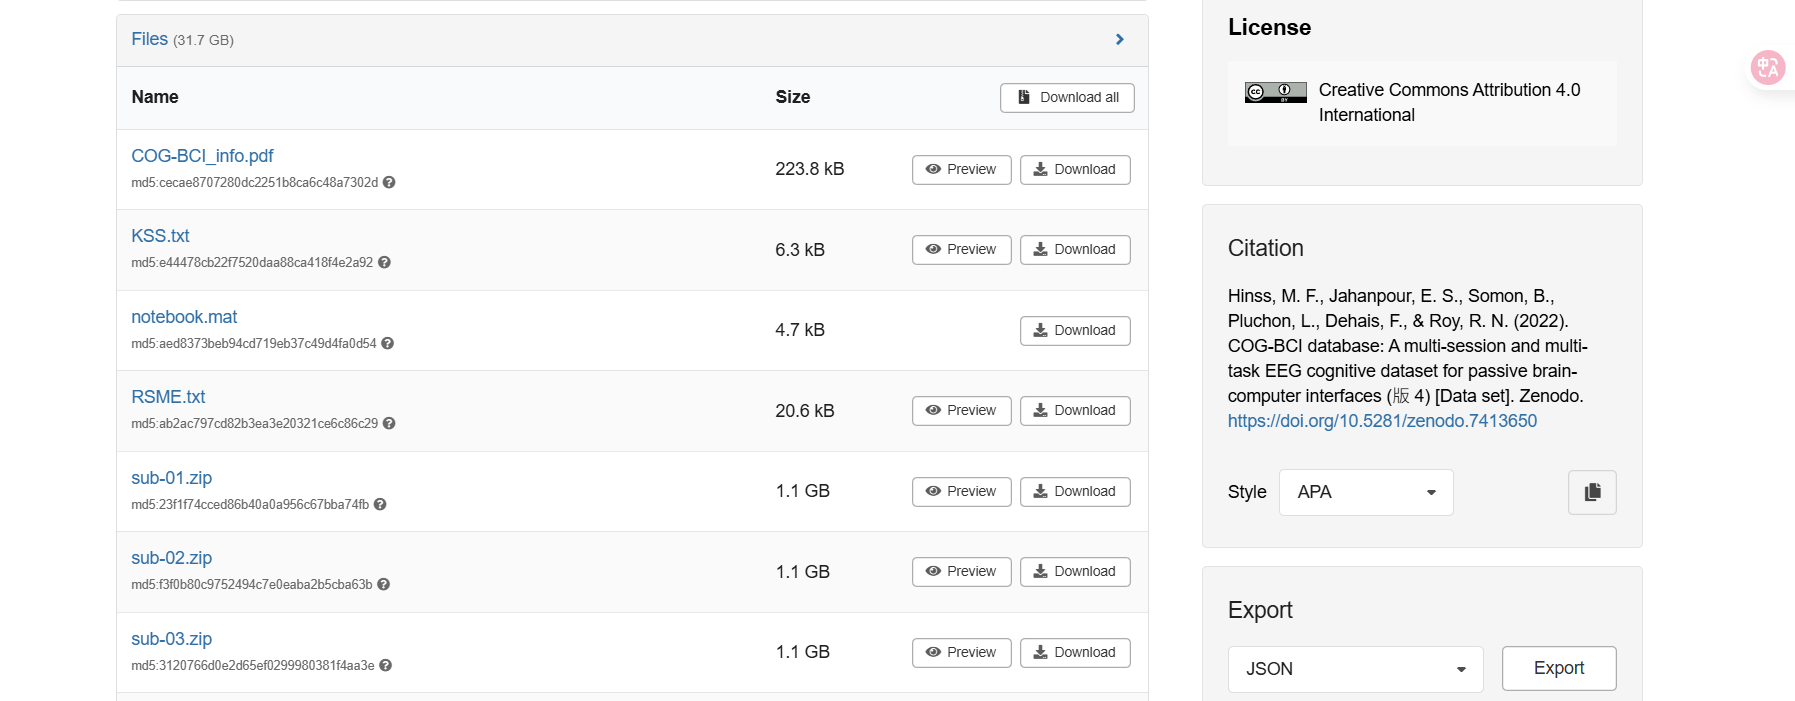 Files (31.7 GB)
Name Size Download all
COG-BCI_info.pdf
md5:cecae8707280dc2251b8ca6c48a7302d
223.8 kB Preview Download
KSS.txt
md5:e44478cb22f7520daa88ca418f4e2a92
6.3 kB Preview Download
notebook.mat
md5:aed8373beb94cd719eb37c49d4fa0d54
4.7 kB Download
RSME.txt
md5:ab2ac797cd82b3ea3e20321ce6c86c29
20.6 kB Preview Download
sub-01.zip
md5:23f1f74cced86b40a0a956c67bba74fb
1.1 GB Preview Download
sub-02.zip
md5:f3f0b80c9752494c7e0eaba2b5cba63b
1.1 GB Preview Download
sub-03.zip
md5:3120766d0e2d65ef0299980381f4aa3e
1.1 GB Preview Download
License
cc BY
Creative Commons Attribution 4.0
International
Citation
Hinss, M. F., Jahanpour, E. S., Somon, B.,
Pluchon, L., Dehais, F., & Roy, R. N. (2022).
COG-BCI database: A multi-session and multi-
task EEG cognitive dataset for passive brain-
computer interfaces (版 4) [Data set]. Zenodo.
https://doi.org/10.5281/zenodo.7413650
Style APA
Export
JSON Export
中A